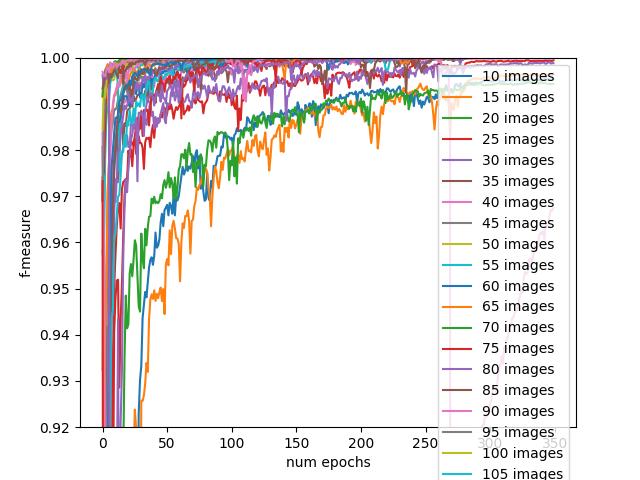 1.00
0.99
0.98
0.97
0.96
0.95
0.94
0.93
0.92
f-measure
0 50 100 150 200 250 300 350
num epochs
10 images
15 images
20 images
25 images
30 images
35 images
40 images
45 images
50 images
55 images
60 images
65 images
70 images
75 images
80 images
85 images
90 images
95 images
100 images
105 images